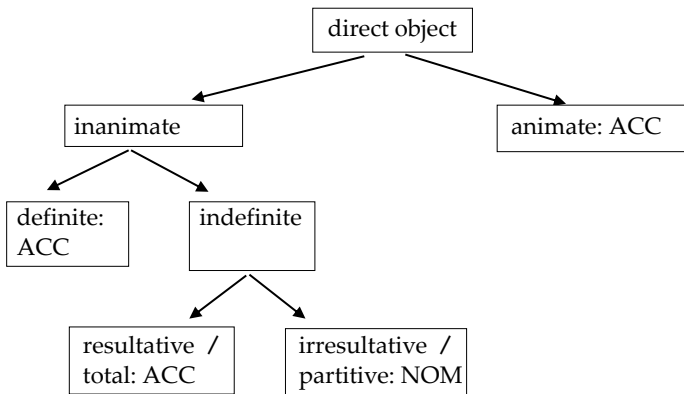 direct object
inanimate
animate: ACC
definite:
ACC
indefinite
resultative /
total: ACC
irresultative /
partitive: NOM